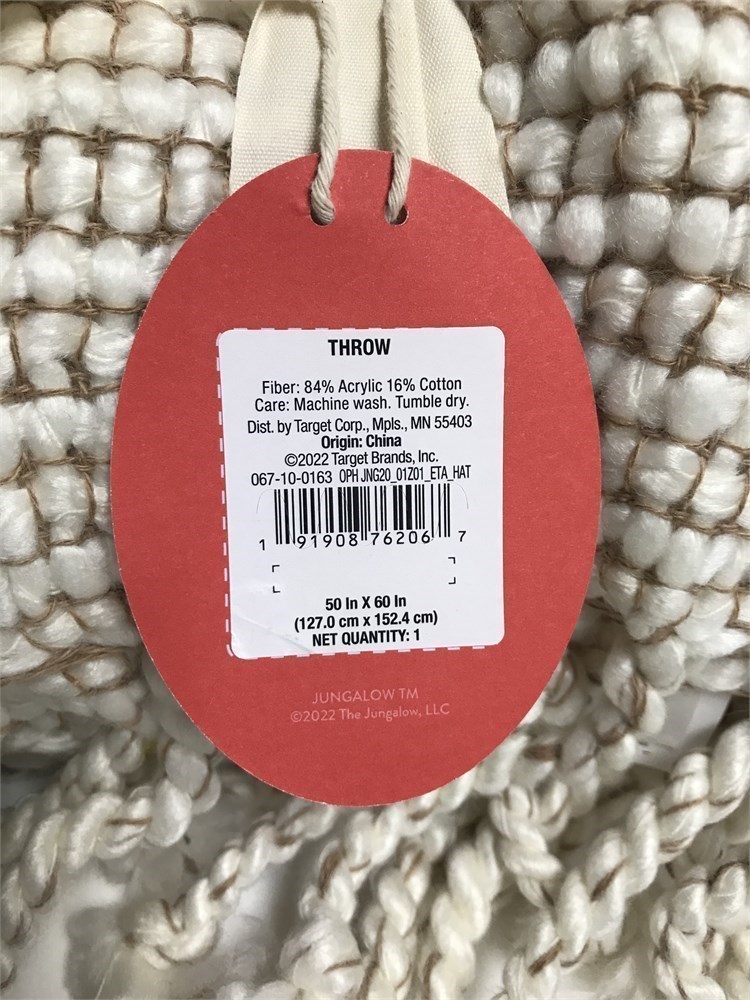 THROW
Fiber: 84% Acrylic 16% Cotton
Care: Machine wash. Tumble dry.
Dist. by Target Corp., Mpls., MN 55403
Origin: China
©2022 Target Brands, Inc.
067-10-0163 OPH JNG20_01Z01_ETA_HAT
1 91908 76206 7
50 In X 60 In
(127.0 cm x 152.4 cm)
NET QUANTITY: 1
JUNGALOW TM
©2022 The Jungalow, LLC